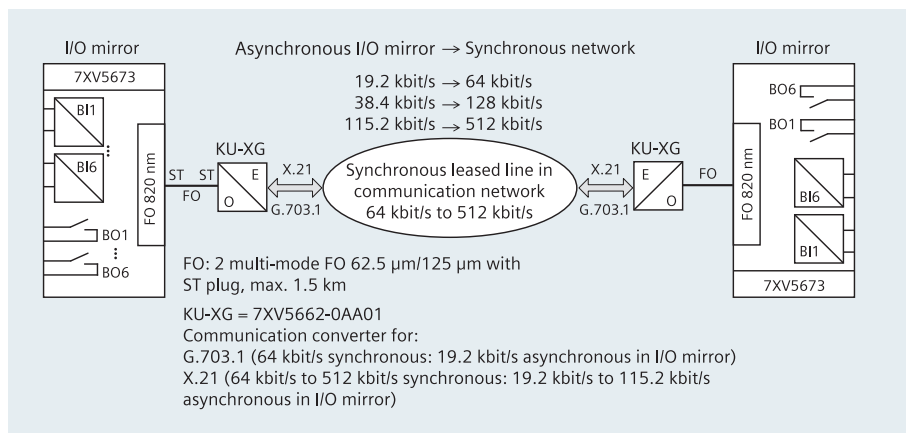 I/O mirror
Asynchronous I/O mirror → Synchronous network
I/O mirror
7XV5673
BI1
BI6
BO1
BO6
FO 820 nm
ST
ST
FO
KU-XG
E
O
X.21
G.703.1
19.2 kbit/s → 64 kbit/s
38.4 kbit/s → 128 kbit/s
115.2 kbit/s → 512 kbit/s
Synchronous leased line in
communication network
64 kbit/s to 512 kbit/s
X.21
G.703.1
KU-XG
E
O
FO
FO 820 nm
BO6
BO1
BI6
BI1
7XV5673
FO: 2 multi-mode FO 62.5 µm/125 µm with
ST plug, max. 1.5 km
KU-XG = 7XV5662-0AA01
Communication converter for:
G.703.1 (64 kbit/s synchronous: 19.2 kbit/s asynchronous in I/O mirror)
X.21 (64 kbit/s to 512 kbit/s synchronous: 19.2 kbit/s to 115.2 kbit/s
asynchronous in I/O mirror)